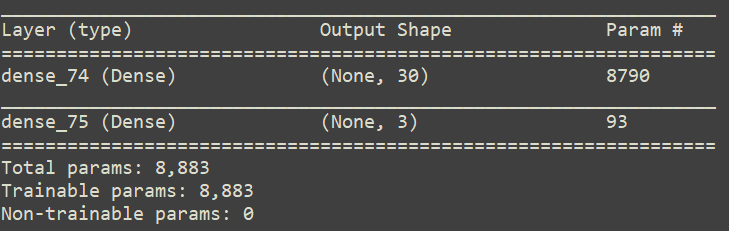 _________________________________________________________________
Layer (type)                 Output Shape              Param #
=================================================================
dense_74 (Dense)             (None, 30)                8790
_________________________________________________________________
dense_75 (Dense)             (None, 3)                 93
=================================================================
Total params: 8,883
Trainable params: 8,883
Non-trainable params: 0